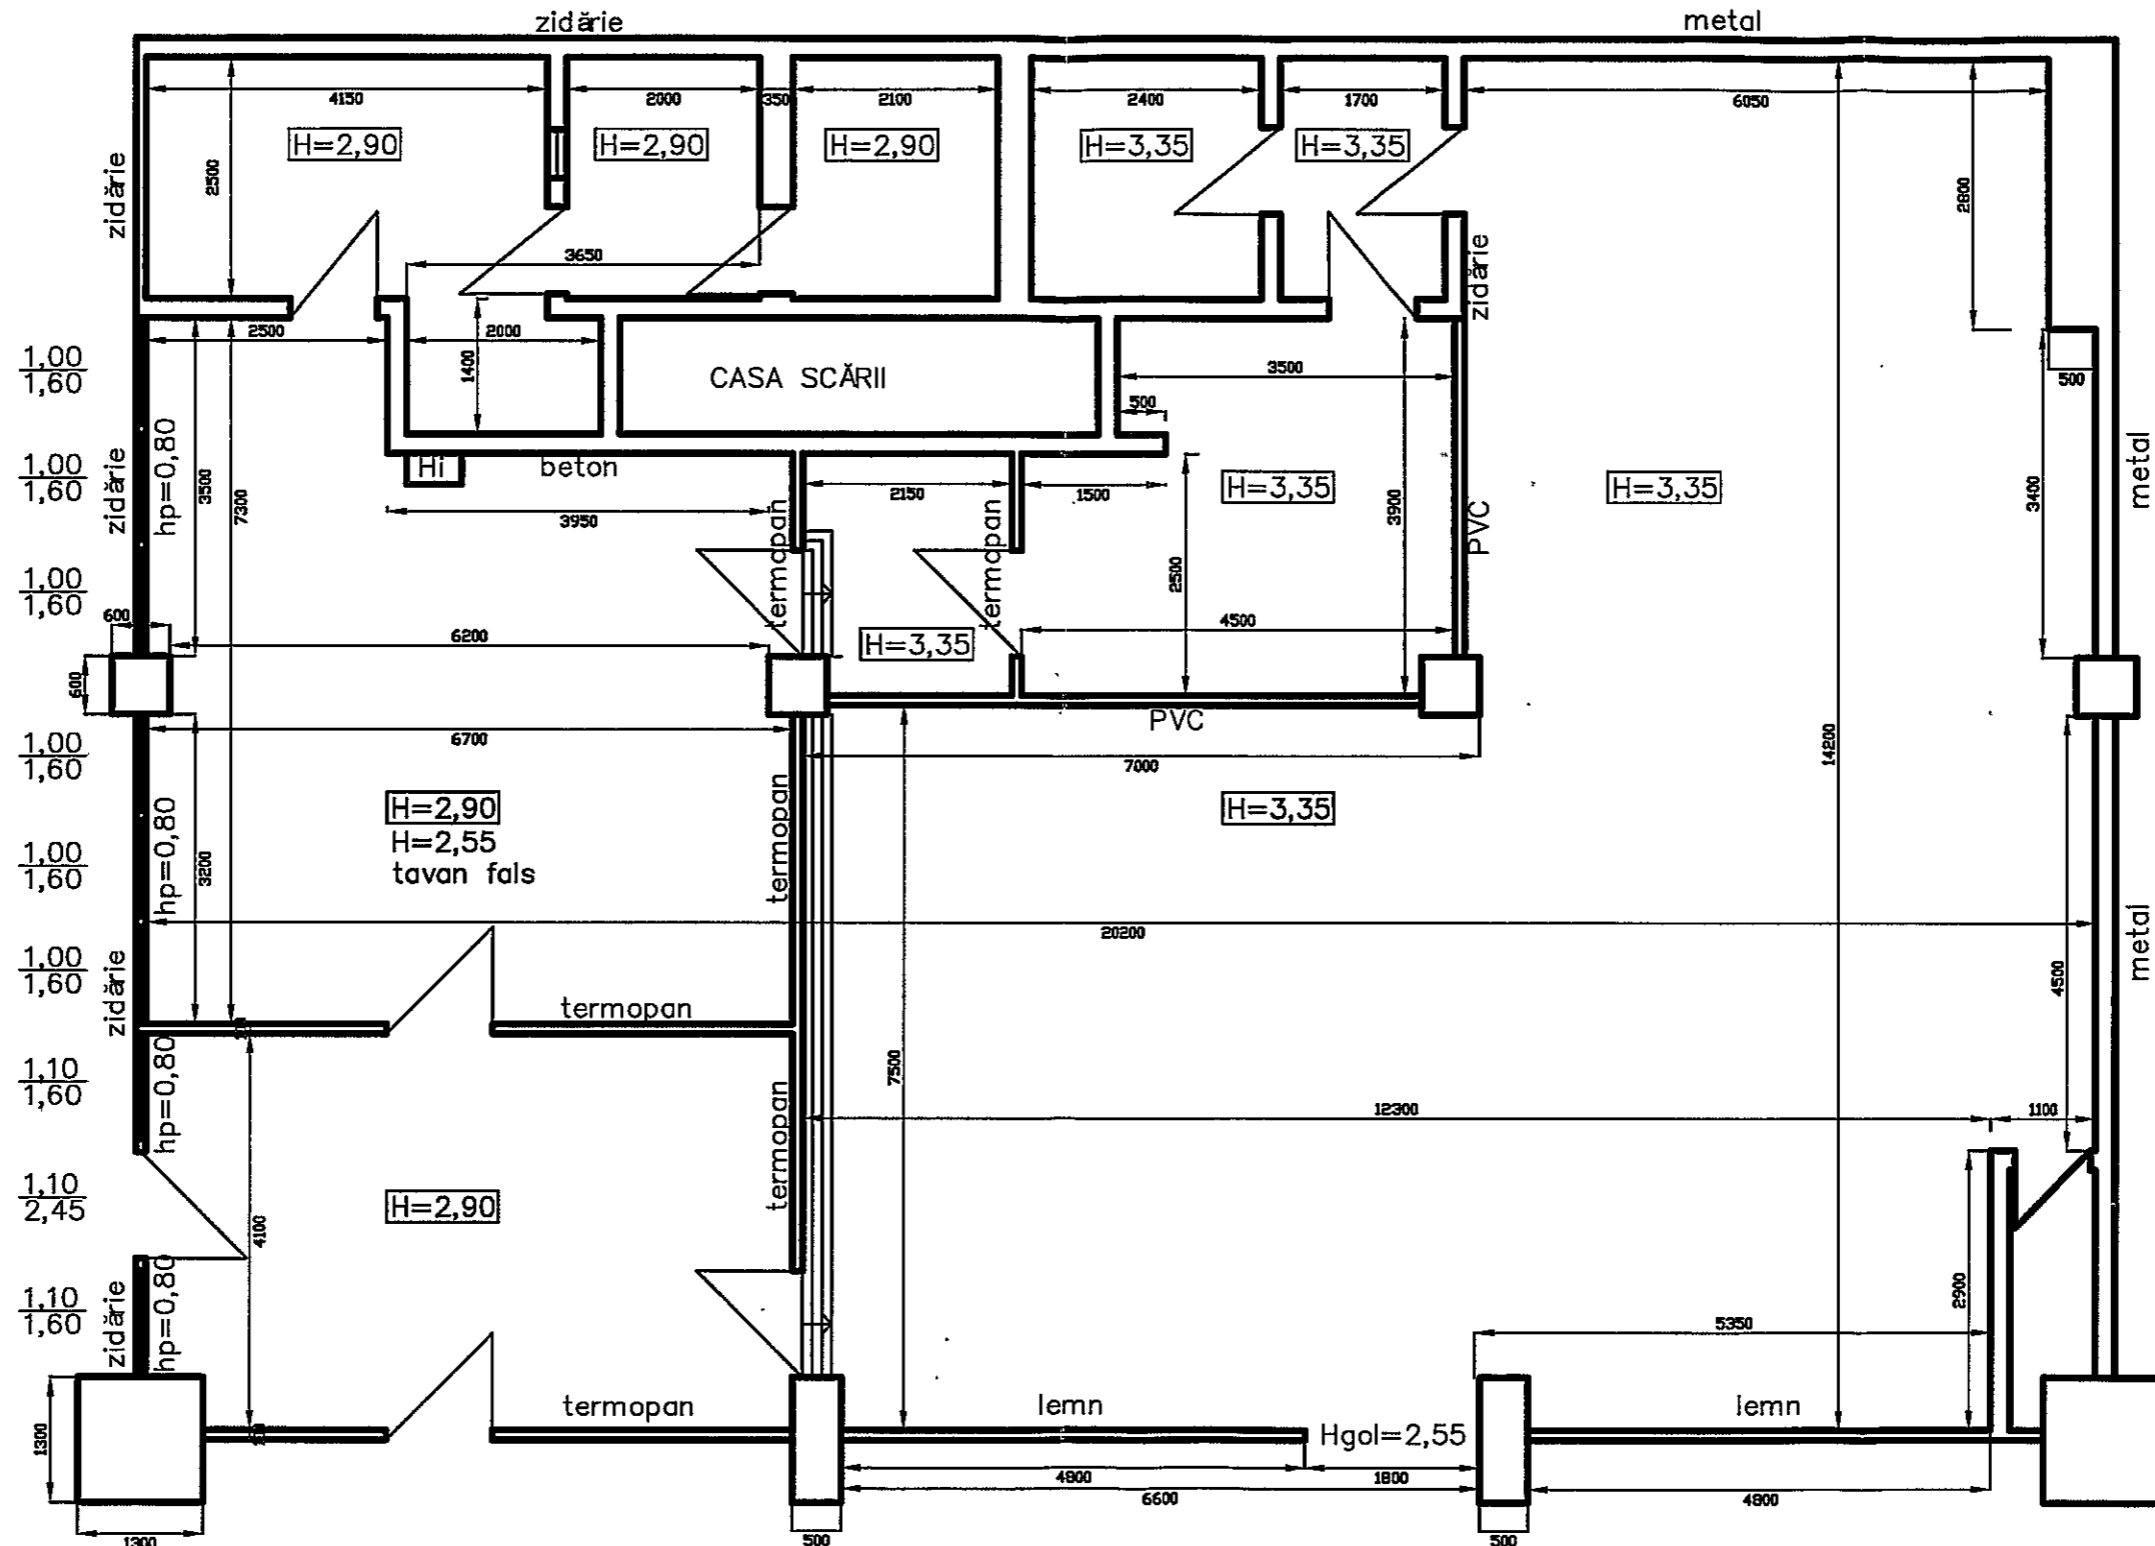 zidărie
metal
4150
2000
350
2100
2400
1700
6050
H=2,90
H=2,90
H=2,90
H=3,35
H=3,35
zidărie
2500
2800
3650
zidărie
2500
2000
1400
CASA SCĂRII
3500
500
500
1,00
1,60
hp=0,80
zidărie
3500
7300
Hi
beton
3950
termopan
2150
termopan
1500
H=3,35
3900
PVC
H=3,35
3400
metal
1,00
1,60
1,00
1,60
600
600
6200
2500
4500
H=3,35
PVC
6700
7000
14200
1,00
1,60
hp=0,80
3200
H=2,90
H=2,55
tavan fals
termopan
H=3,35
1,00
1,60
20200
metal
4500
1,00
1,60
zidărie
termopan
7500
1,10
1,60
hp=0,80
termopan
12300
1100
1,10
2,45
4100
H=2,90
2900
1,10
1,60
zidărie
hp=0,80
5350
termopan
lemn
Hgol=2,55
lemn
1300
4800
1800
6600
4800
1300
500
500